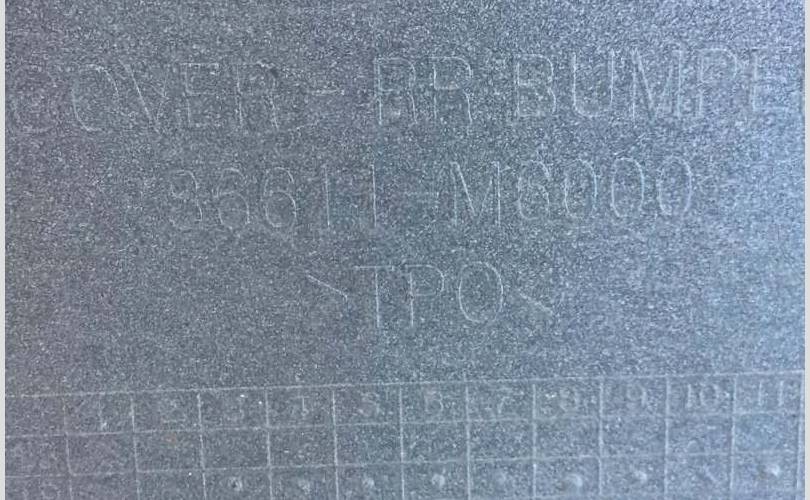 COVER - RR BUMPE
86611-M6000
>TPO<
1 2 3 4 5 6 7 8 9 10 11